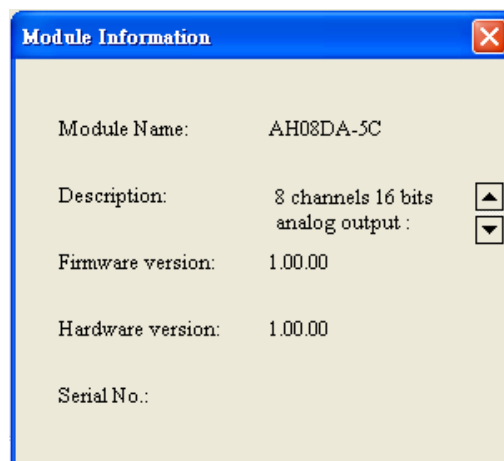 Module Information
Module Name: AH08DA-5C
Description: 8 channels 16 bits
analog output :
Firmware version: 1.00.00
Hardware version: 1.00.00
Serial No.: